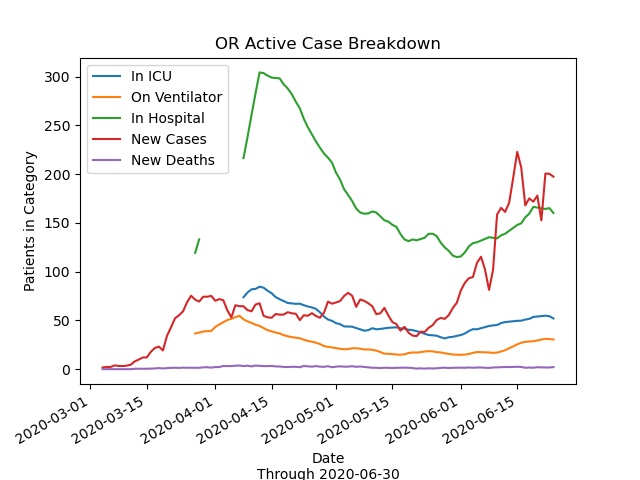 OR Active Case Breakdown
In ICU
On Ventilator
In Hospital
New Cases
New Deaths
Patients in Category
300
250
200
150
100
50
0
2020-03-01
2020-03-15
2020-04-01
2020-04-15
2020-05-01
2020-05-15
2020-06-01
2020-06-15
Date
Through 2020-06-30